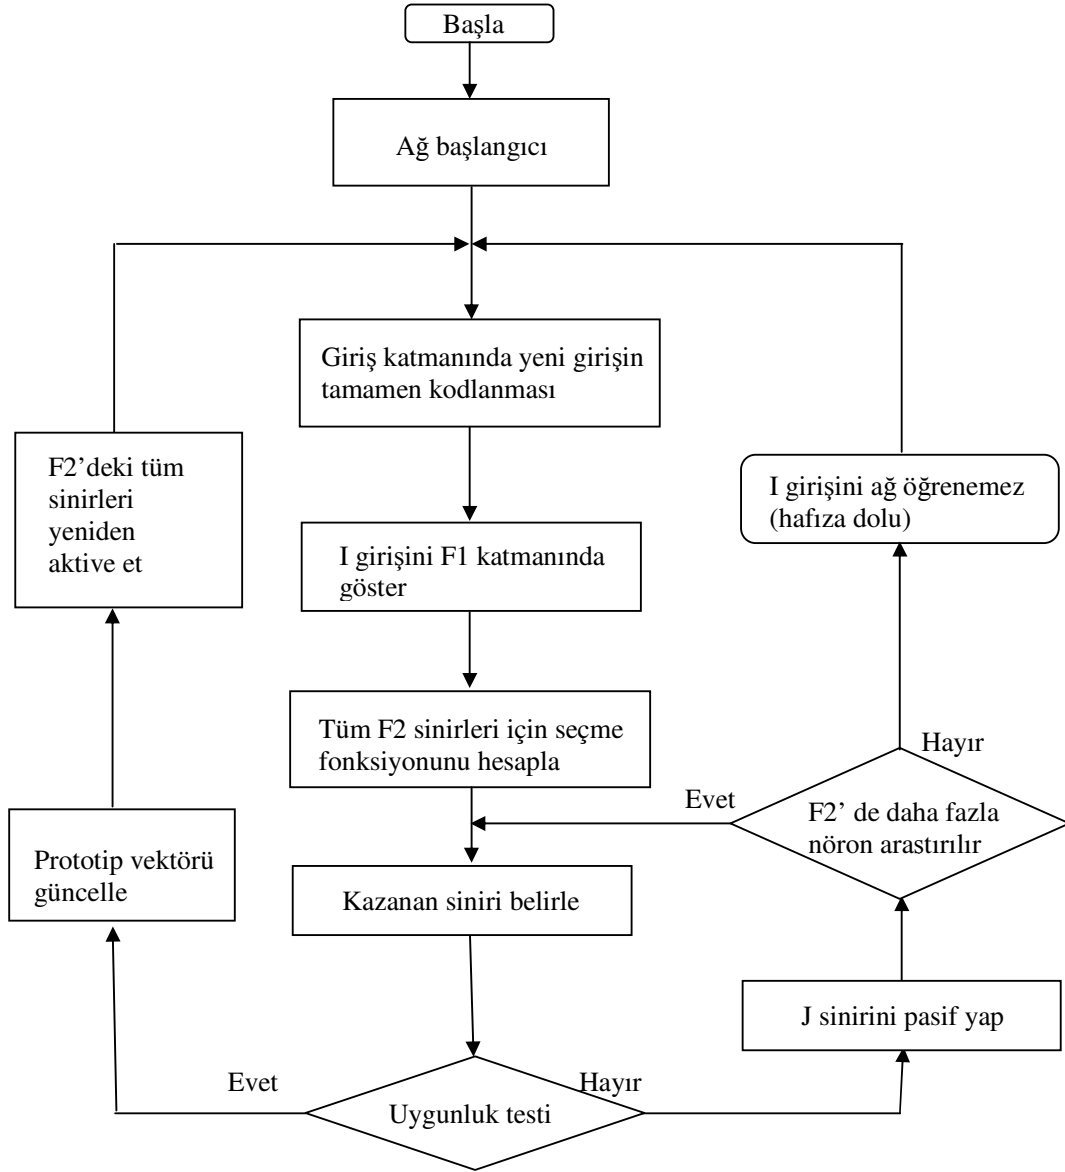 Başla
Ağ başlangıcı
Giriş katmanında yeni girişin
tamamen kodlanması
F2’deki tüm
sinirleri
yeniden
aktive et
I girişini ağ öğrenemez
(hafıza dolu)
I girişini F1 katmanında
göster
Tüm F2 sinirleri için seçme
fonksiyonunu hesapla
Hayır
Evet
F2’ de daha fazla
nöron arastırılır
Prototip vektörü
güncelle
Kazanan siniri belirle
J sinirini pasif yap
Evet
Hayır
Uygunluk testi